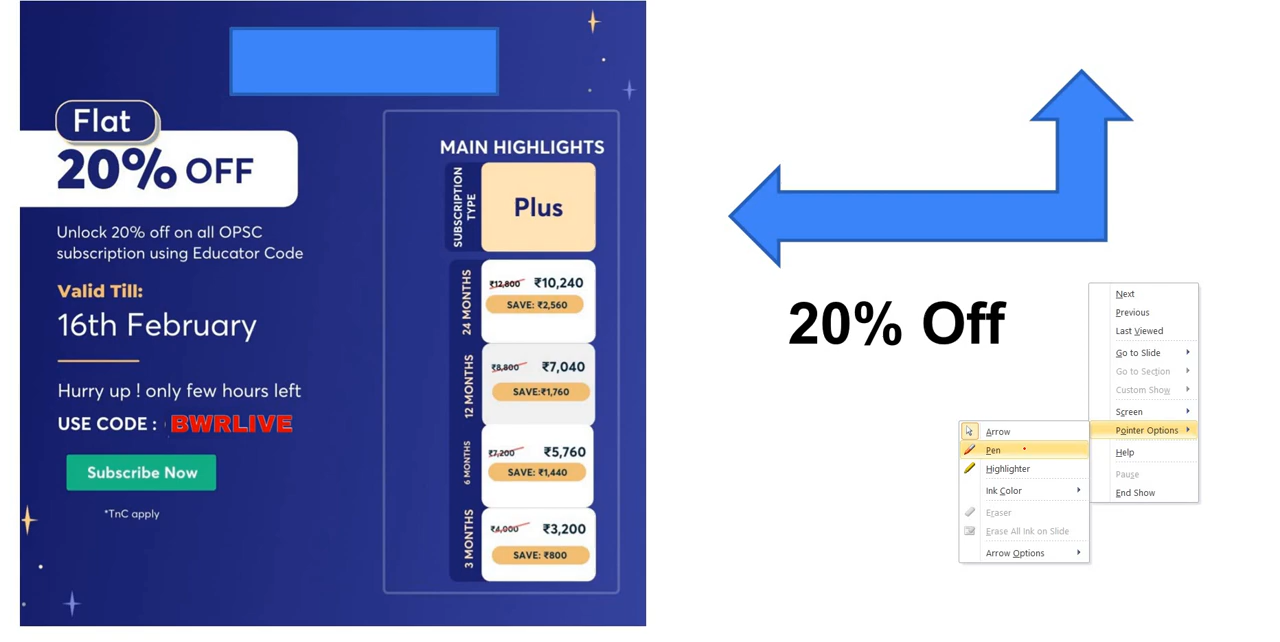 Flat
20% OFF
Unlock 20% off on all OPSC
subscription using Educator Code
Valid Till:
16th February
Hurry up ! only few hours left
USE CODE : BWRLIVE
Subscribe Now
*TnC apply
MAIN HIGHLIGHTS
SUBSCRIPTION
TYPE
Plus
24 MONTHS
₹12,800 ₹10,240
SAVE: ₹2,560
12 MONTHS
₹8,800 ₹7,040
SAVE:₹1,760
6 MONTHS
₹7,200 ₹5,760
SAVE: ₹1,440
3 MONTHS
₹4,000 ₹3,200
SAVE: ₹800
20% Off
Next
Previous
Last Viewed
Go to Slide
Go to Section
Custom Show
Screen
Pointer Options
Help
Pause
End Show
Arrow
Pen
Highlighter
Ink Color
Eraser
Erase All Ink on Slide
Arrow Options